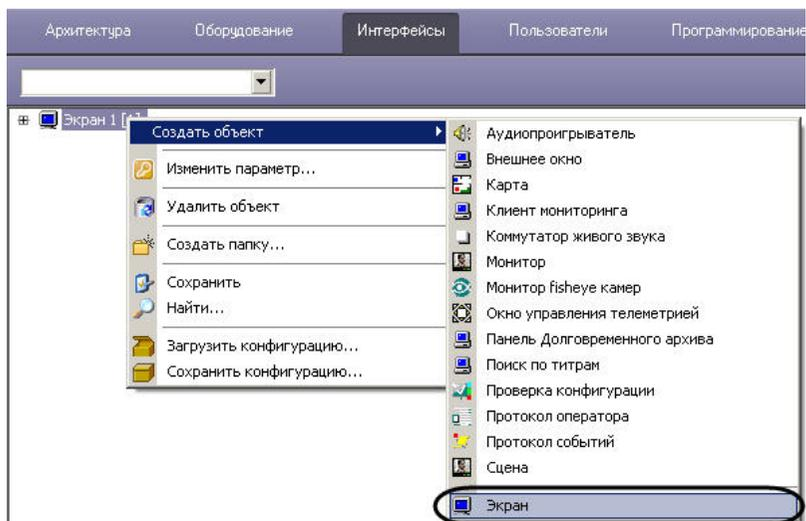 Архитектура Оборудование Интерфейсы Пользователи Программирование
Экран 1 [1]
Создать объект
Изменить параметр...
Удалить объект
Создать папку...
Сохранить
Найти...
Загрузить конфигурацию...
Сохранить конфигурацию...
Аудиопроигрыватель
Внешнее окно
Карта
Клиент мониторинга
Коммутатор живого звука
Монитор
Монитор fisheye камер
Окно управления телеметрией
Панель Долговременного архива
Поиск по титрам
Проверка конфигурации
Протокол оператора
Протокол событий
Сцена
Экран